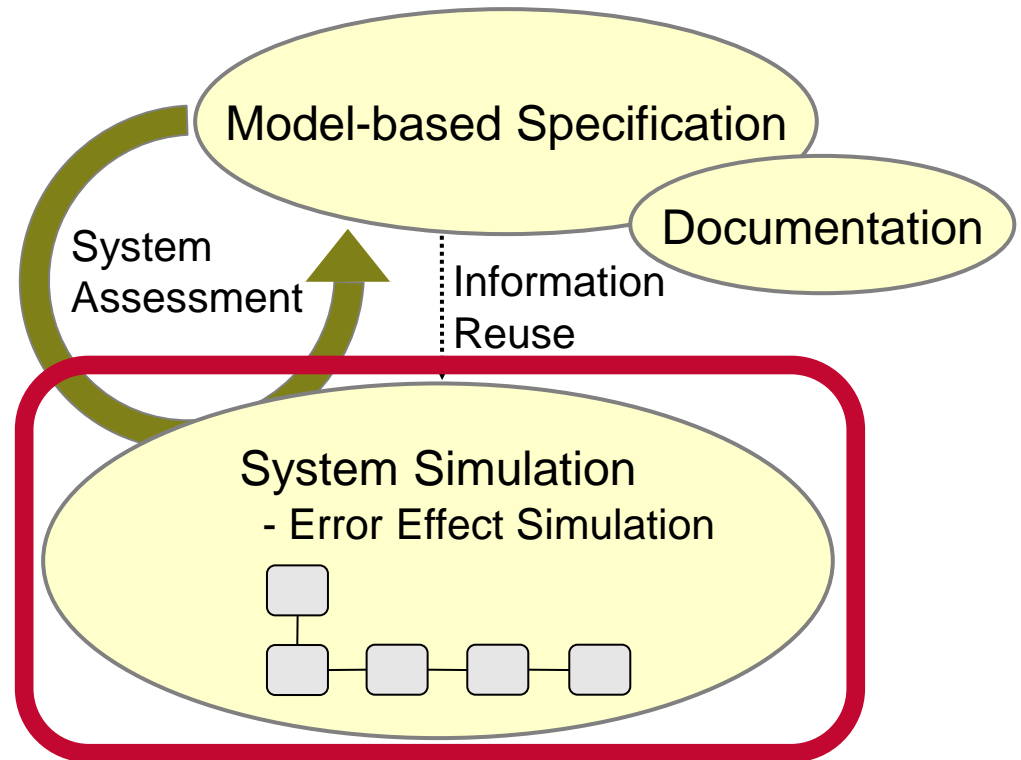 Model-based Specification
Documentation
System
Assessment
Information
Reuse
System Simulation
- Error Effect Simulation